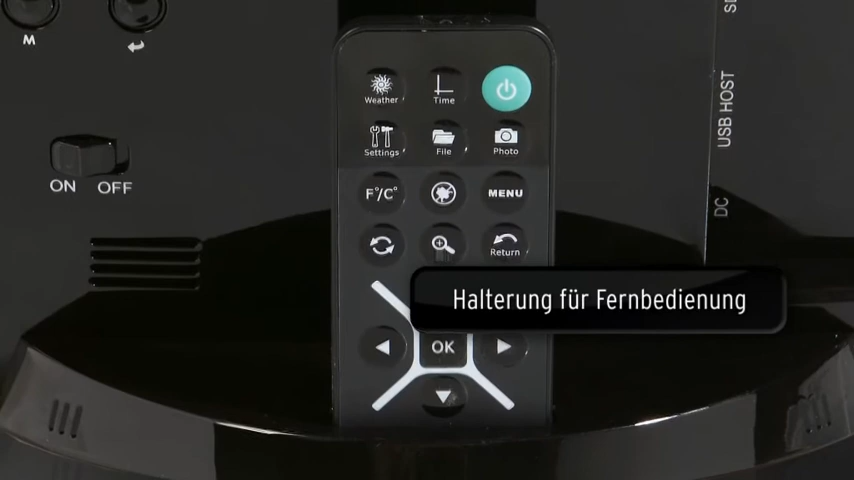 M
ON OFF
Weather
Time
Settings
File
Photo
F°/C°
MENU
Return
OK
Halterung für Fernbedienung
USB HOST
DC